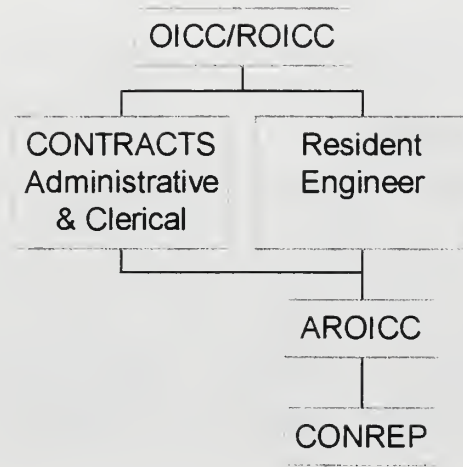 OICC/ROICC
CONTRACTS
Administrative
& Clerical
Resident
Engineer
AROICC
CONREP